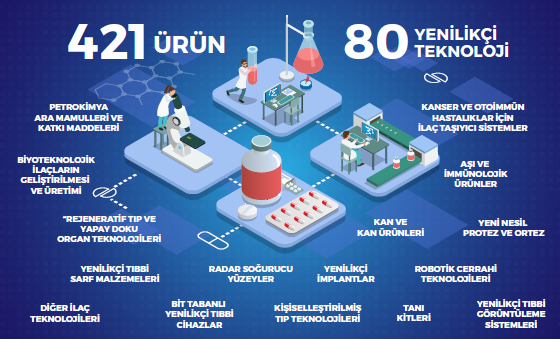 421 ÜRÜN
80 YENİLİKÇİ
TEKNOLOJİ
PETROKİMYA
ARA MAMULLERİ VE
KATKI MADDELERİ
KANSER VE OTOİMMÜN
HASTALIKLAR İÇİN
İLAÇ TAŞIYICI SİSTEMLER
BİYOTEKNOLOJİK
İLAÇLARIN
GELİŞTİRİLMESİ
VE ÜRETİMİ
AŞI VE
İMMÜNOLOJİK
ÜRÜNLER
"REJENERATİF TIP VE
YAPAY DOKU
ORGAN TEKNOLOJİLERİ
KAN VE
KAN ÜRÜNLERİ
YENİ NESİL
PROTEZ VE ORTEZ
YENİLİKÇİ TIBBİ
SARF MALZEMELERİ
RADAR SOĞURUCU
YÜZEYLER
YENİLİKÇİ
İMPLANTLAR
ROBOTİK CERRAHİ
TEKNOLOJİLERİ
DİĞER İLAÇ
TEKNOLOJİLERİ
BİT TABANLI
YENİLİKÇİ TIBBİ
CİHAZLAR
KİŞİSELLEŞTİRİLMİŞ
TIP TEKNOLOJİLERİ
TANI
KİTLERİ
YENİLİKÇİ TIBBİ
GÖRÜNTÜLEME
SİSTEMLERİ